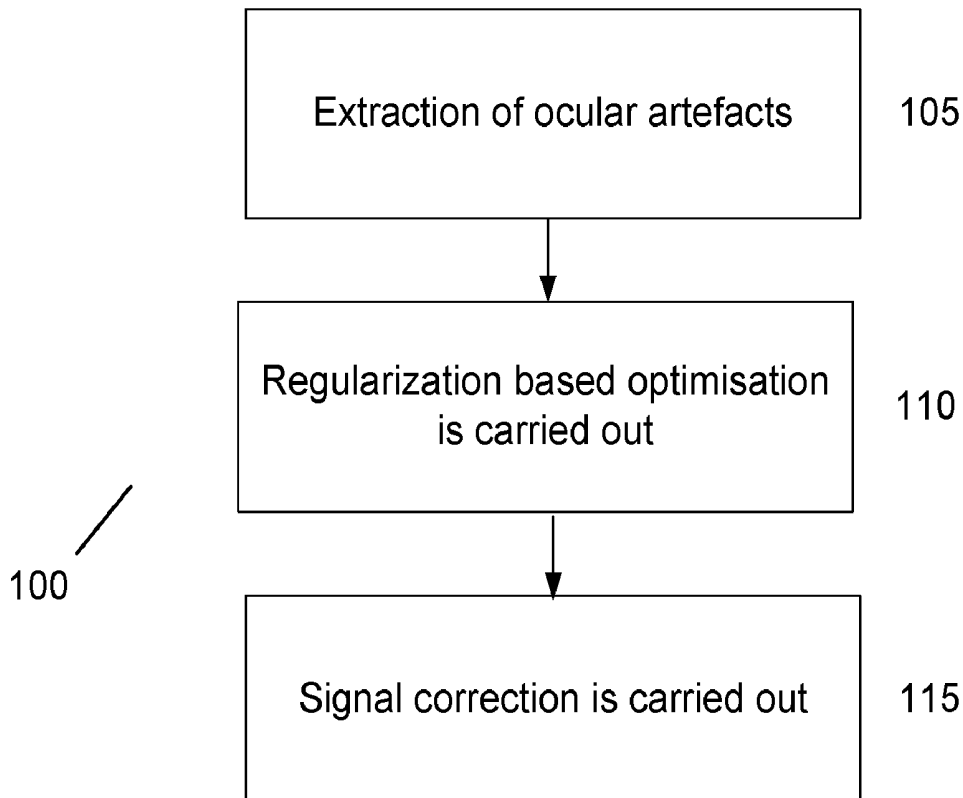 Extraction of ocular artefacts
105
Regularization based optimisation
is carried out
110
100
Signal correction is carried out
115